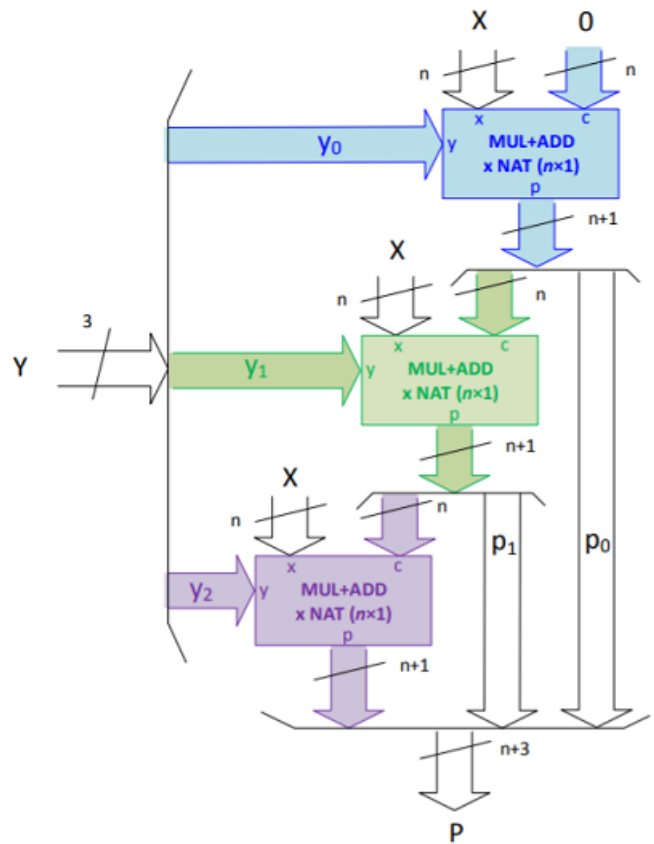 X
0
n
n
x
c
y₀
y
MUL+ADD
x NAT (n×1)
p
n+1
X
n
n
3
Y
x
c
y₁
y
MUL+ADD
x NAT (n×1)
p
n+1
X
n
n
p₁
p₀
x
c
y₂
y
MUL+ADD
x NAT (n×1)
p
n+1
n+3
P